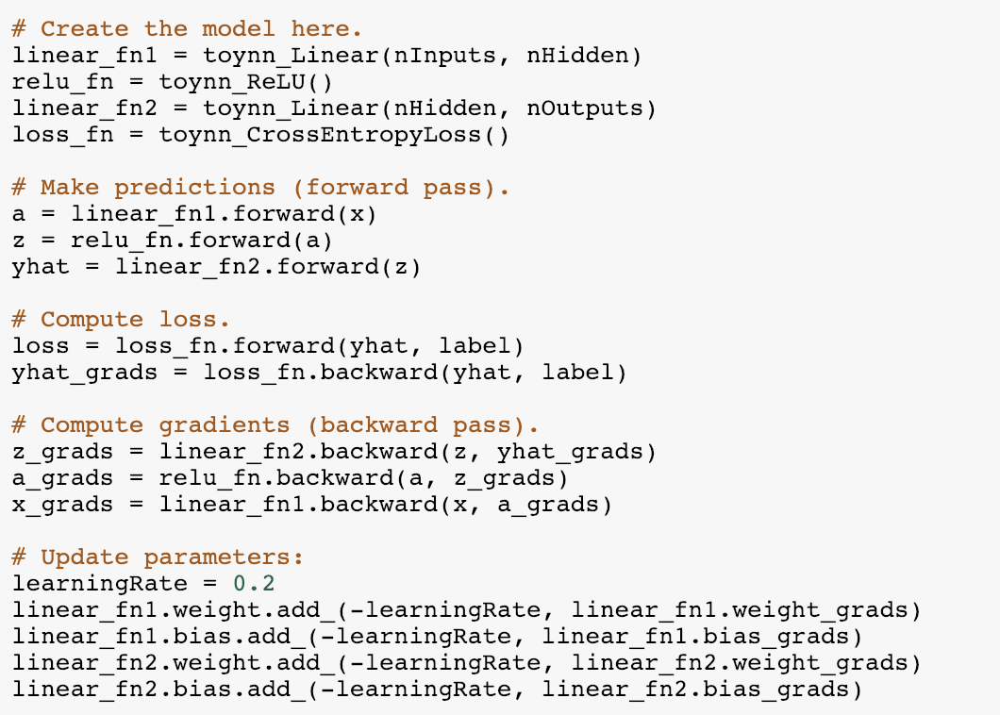 # Create the model here.
linear_fn1 = toynn_Linear(nInputs, nHidden)
relu_fn = toynn_ReLU()
linear_fn2 = toynn_Linear(nHidden, nOutputs)
loss_fn = toynn_CrossEntropyLoss()
# Make predictions (forward pass).
a = linear_fn1.forward(x)
z = relu_fn.forward(a)
yhat = linear_fn2.forward(z)
# Compute loss.
loss = loss_fn.forward(yhat, label)
yhat_grads = loss_fn.backward(yhat, label)
# Compute gradients (backward pass).
z_grads = linear_fn2.backward(z, yhat_grads)
a_grads = relu_fn.backward(a, z_grads)
x_grads = linear_fn1.backward(x, a_grads)
# Update parameters:
learningRate = 0.2
linear_fn1.weight.add_(-learningRate, linear_fn1.weight_grads)
linear_fn1.bias.add_(-learningRate, linear_fn1.bias_grads)
linear_fn2.weight.add_(-learningRate, linear_fn2.weight_grads)
linear_fn2.bias.add_(-learningRate, linear_fn2.bias_grads)